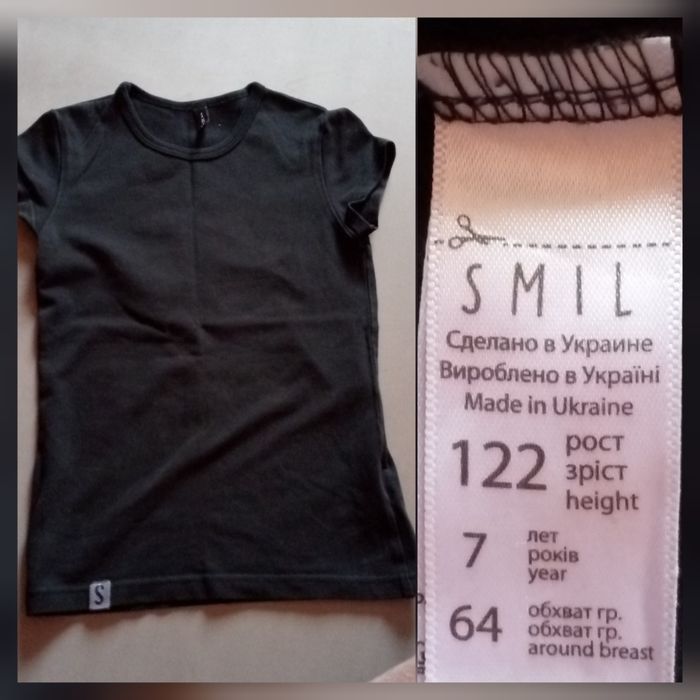 S
SMIL
Сделано в Украине
Вироблено в Україні
Made in Ukraine
122 рост
зріст
height
7 лет
років
year
64 обхват гр.
обхват гр.
around breast